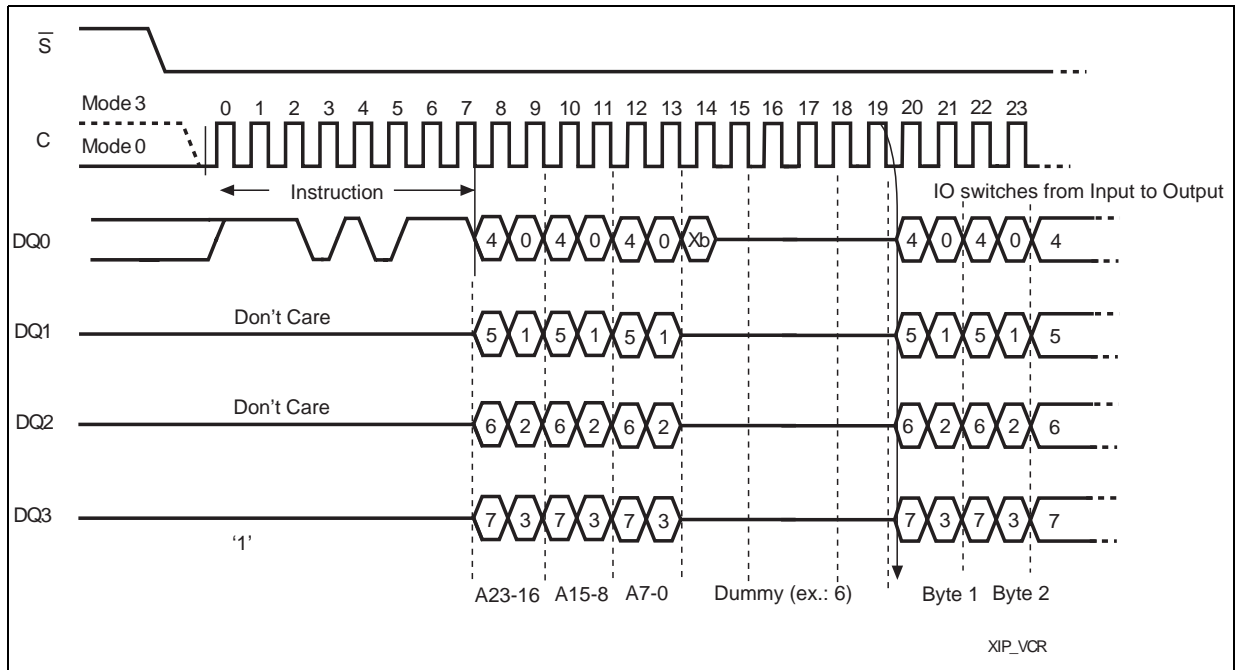 S
Mode 3
0 1 2 3 4 5 6 7 8 9 10 11 12 13 14 15 16 17 18 19 20 21 22 23
C
Mode 0
Instruction
IO switches from Input to Output
DQ0
4 0 4 0 4 0 Xb 4 0 4 0 4
Don't Care
DQ1
5 1 5 1 5 1 5 1 5 1 5
Don't Care
DQ2
6 2 6 2 6 2 6 2 6 2 6
DQ3
7 3 7 3 7 3 7 3 7 3 7
‘1’
A23-16 A15-8 A7-0 Dummy (ex.: 6) Byte 1 Byte 2
XIP_VCR